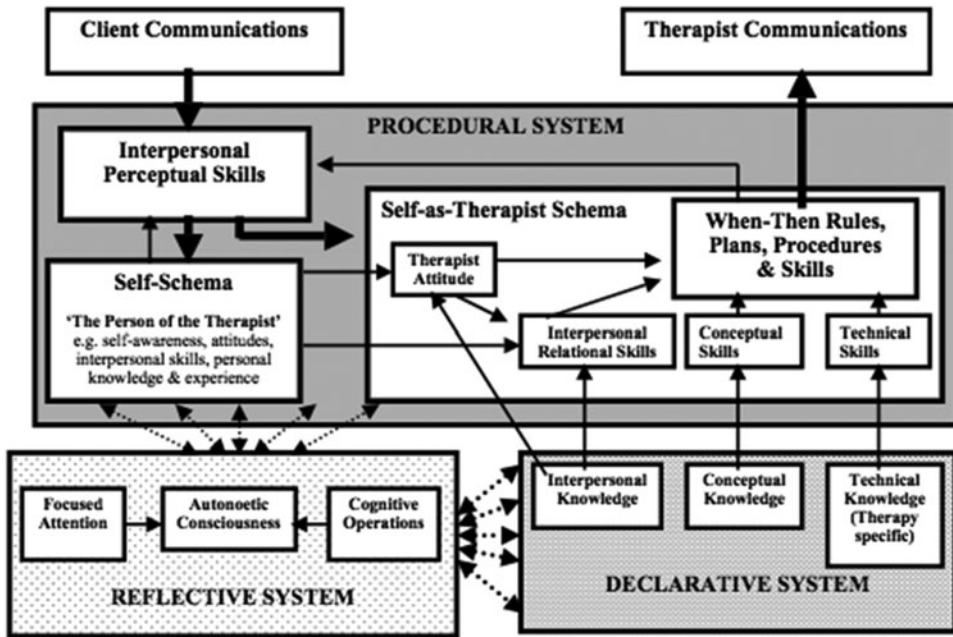 Client Communications
Therapist Communications
PROCEDURAL SYSTEM
Interpersonal
Perceptual Skills
Self-as-Therapist Schema
When-Then Rules,
Plans, Procedures
& Skills
Therapist
Attitude
Self-Schema
'The Person of the Therapist'
e.g. self-awareness, attitudes,
interpersonal skills, personal
knowledge & experience
Interpersonal
Relational Skills
Conceptual
Skills
Technical
Skills
Focused
Attention
Autonoetic
Consciousness
Cognitive
Operations
REFLECTIVE SYSTEM
Interpersonal
Knowledge
Conceptual
Knowledge
Technical
Knowledge
(Therapy
specific)
DECLARATIVE SYSTEM